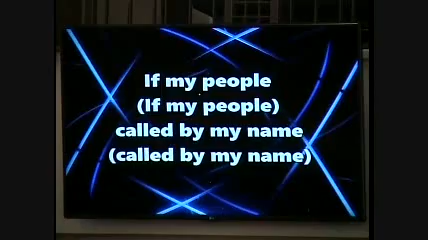 If my people
(If my people)
called by my name
(called by my name)